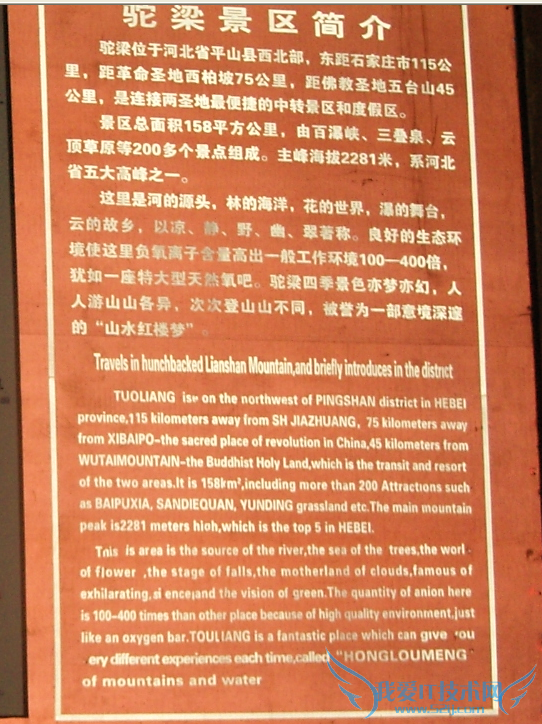 驼梁景区简介
驼梁位于河北省平山县西北部，东距石家庄市115公
里，距革命圣地西柏坡75公里，距佛教圣地五台山45
公里，是连接两圣地最便捷的中转景区和度假区。
景区总面积158平方公里，由百瀑峡、三叠泉、云
顶草原等200多个景点组成。主峰海拔2281米，系河北
省五大高峰之一。
这里是河的源头，林的海洋，花的世界，瀑的舞台，
云的故乡，以凉、静、野、幽、翠著称。良好的生态环
境使这里负氧离子含量高出一般工作环境100—400倍，
犹如一座特大型天然氧吧。驼梁四季景色亦梦亦幻，人
人游山山各异，次次登山山不同，被誉为一部意境深邃
的“山水红楼梦”。
Travels in hunchbacked Lianshan Mountain,and briefly introduces in the district
TUOLIANG is on the northwest of PINGSHAN district in HEBEI
province,115 kilometers away from SH JIAZHUANG, 75 kilometers away
from XIBAIPO-the sacred place of revolution in China,45 kilometers from
WUTAIMOUNTAIN-the Buddhist Holy Land,which is the transit and resort
of the two areas.It is 158km²,including more than 200 Attractions such
as BAIPUXIA, SANDIEQUAN, YUNDING grassland etc.The main mountain
peak is2281 meters high,which is the top 5 in HEBEI.
This is area is the source of the river,the sea of the trees,the worl
of flower ,the stage of falls,the motherland of clouds,famous of
exhilarating,si ence,and the vision of green.The quantity of anion here
is 100-400 times than other place because of high quality environment,just
like an oxygen bar.TOULIANG is a fantastic place which can give ou
ery different experiences each time,called "HONGLOUMENG
of mountains and water
我爱IT技术网